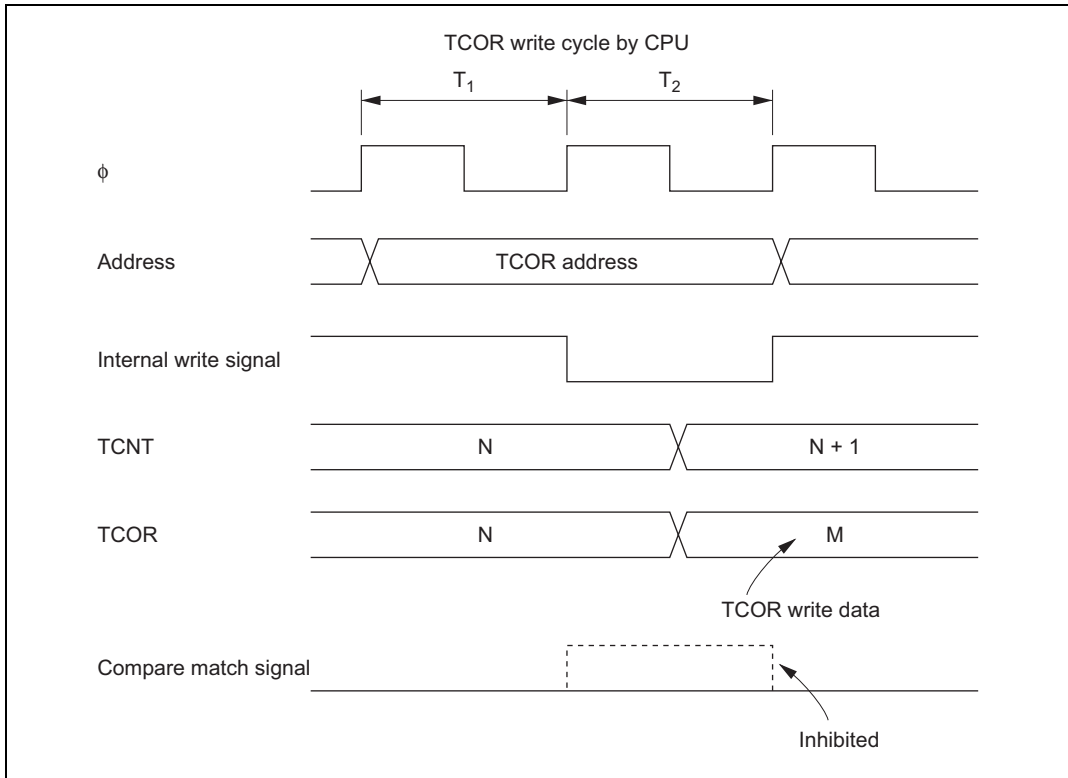 TCOR write cycle by CPU
T1 T2
ϕ
Address TCOR address
Internal write signal
TCNT N N + 1
TCOR N M
TCOR write data
Compare match signal
Inhibited